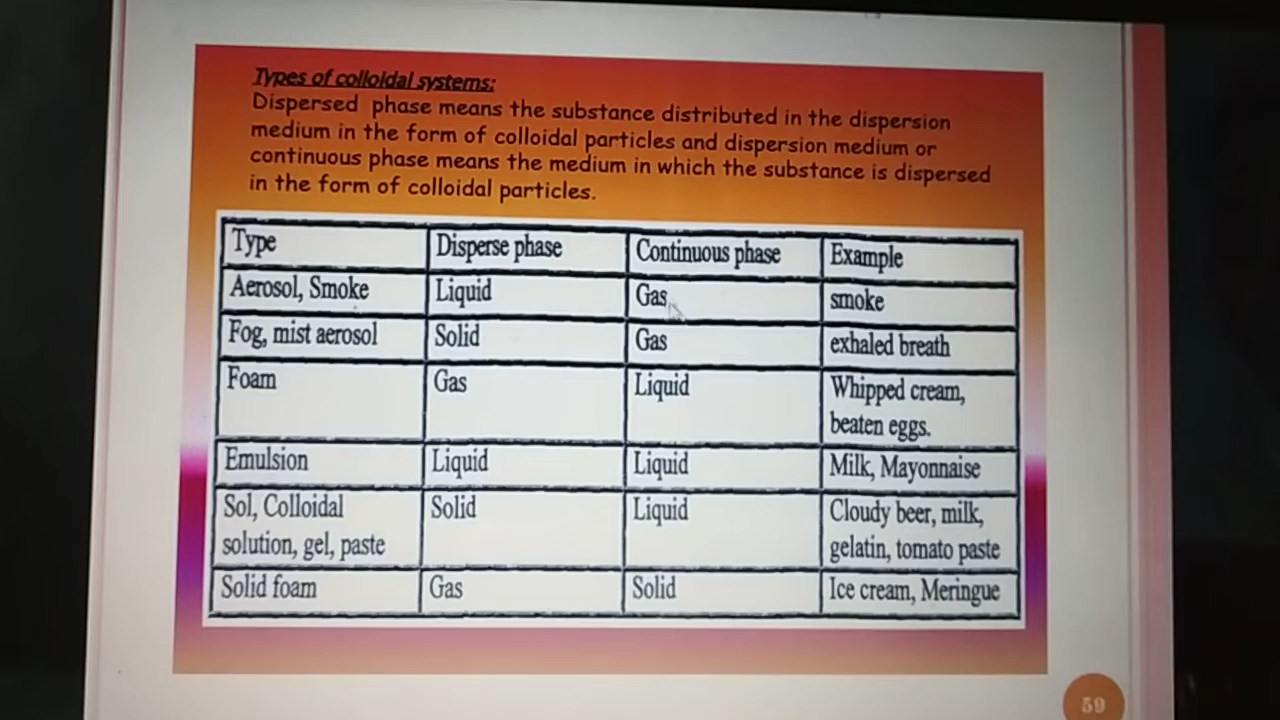 Types of colloidal systems:
Dispersed phase means the substance distributed in the dispersion
medium in the form of colloidal particles and dispersion medium or
continuous phase means the medium in which the substance is dispersed
in the form of colloidal particles.
Type Disperse phase Continuous phase Example
Aerosol, Smoke Liquid Gas smoke
Fog, mist aerosol Solid Gas exhaled breath
Foam Gas Liquid Whipped cream,
beaten eggs.
Emulsion Liquid Liquid Milk, Mayonnaise
Sol, Colloidal Solid Liquid Cloudy beer, milk,
solution, gel, paste gelatin, tomato paste
Solid foam Gas Solid Ice cream, Meringue
59